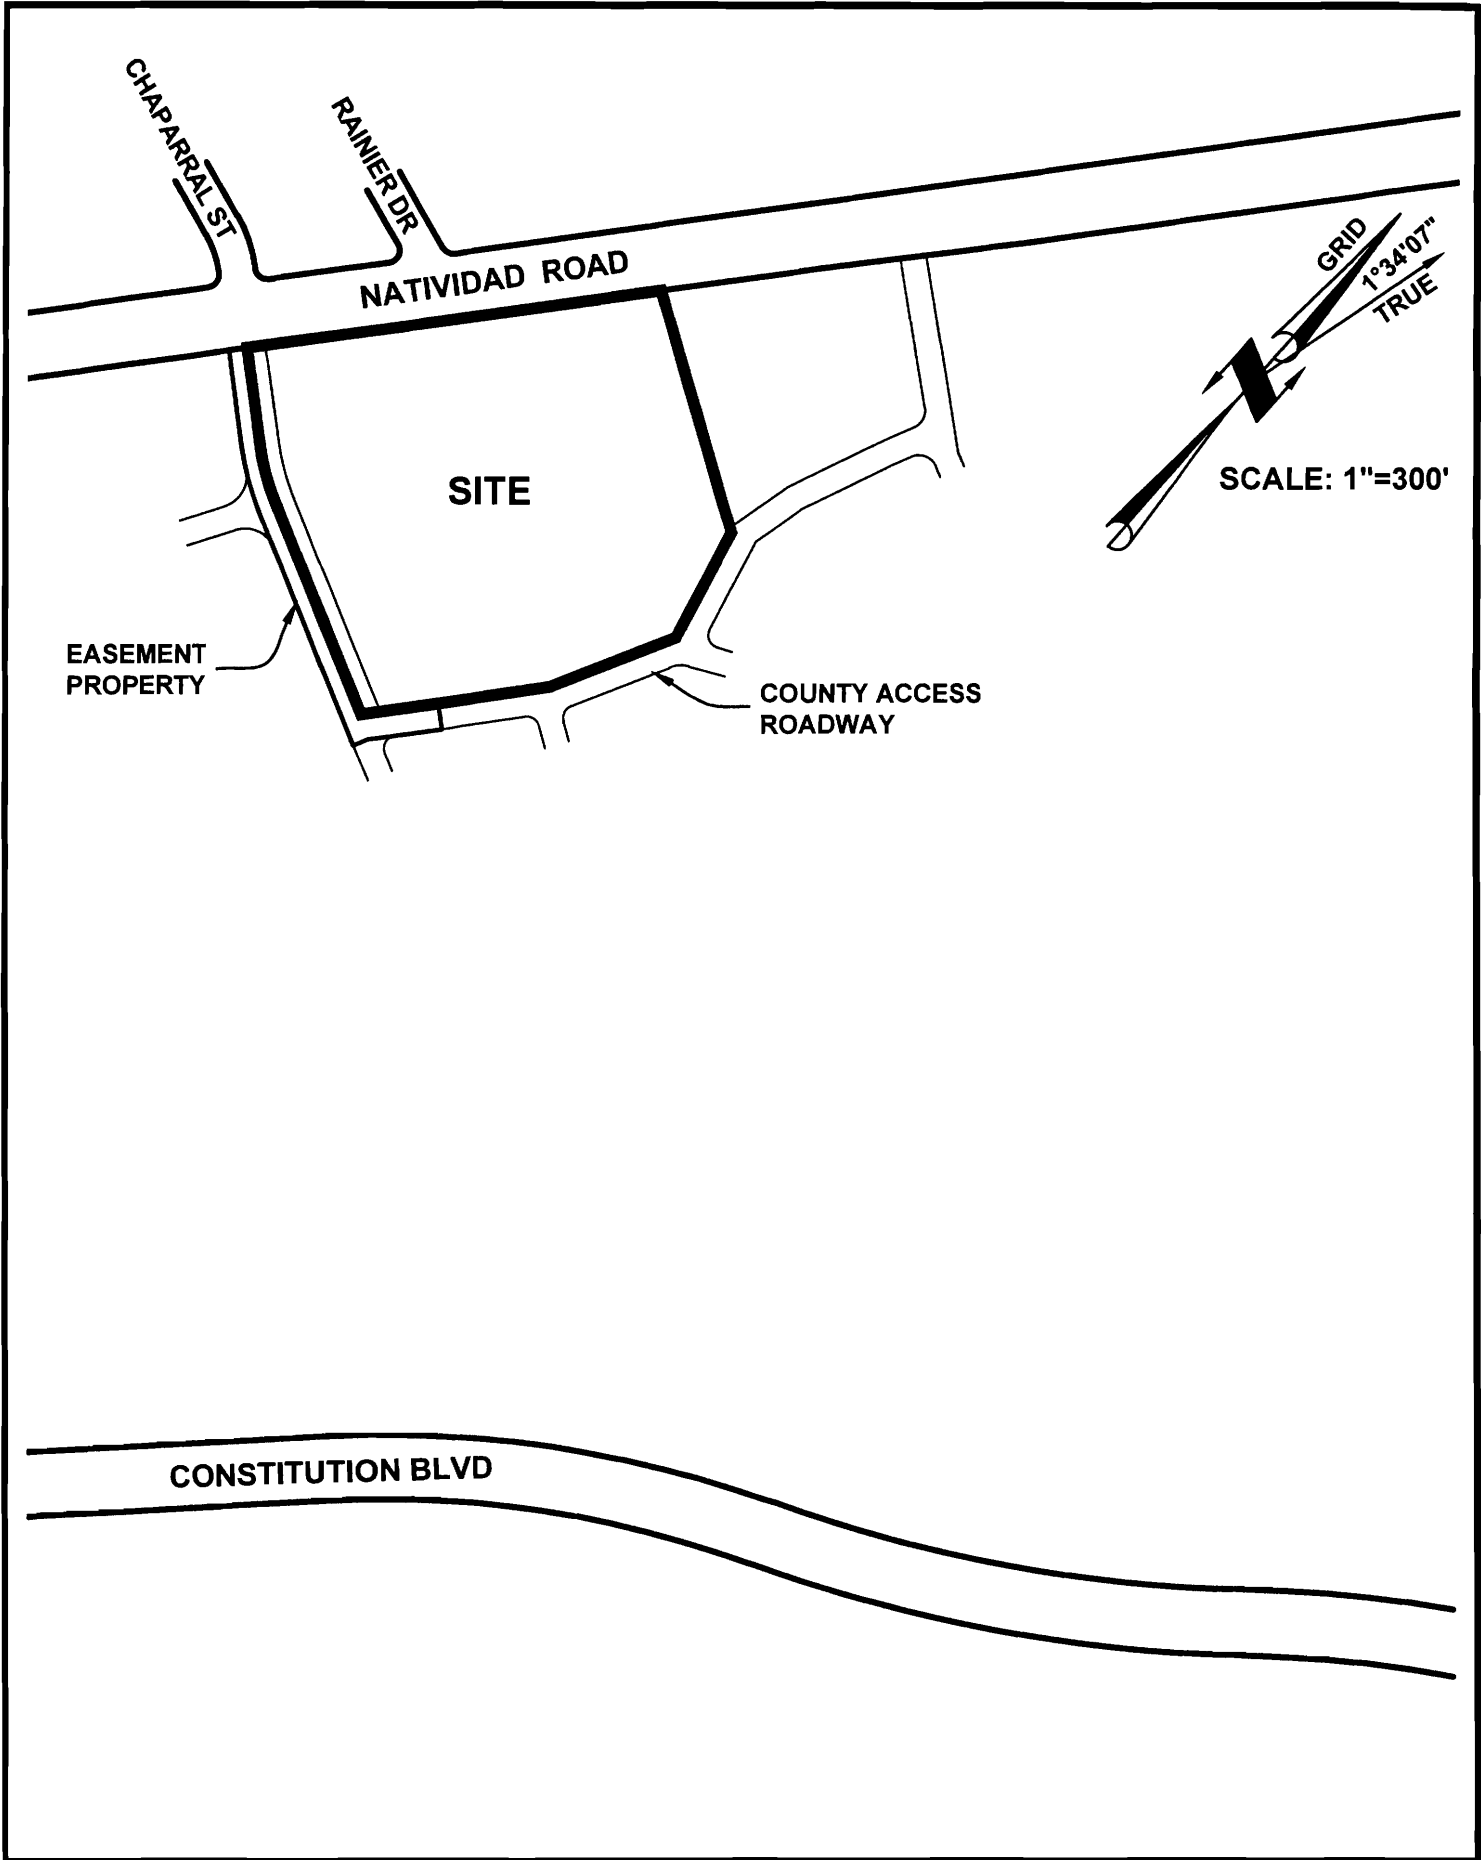 CHAPARRAL ST
RAINIER DR
NATIVIDAD ROAD
GRID
1°34'07"
TRUE
SCALE: 1"=300'
SITE
EASEMENT
PROPERTY
COUNTY ACCESS
ROADWAY
CONSTITUTION BLVD